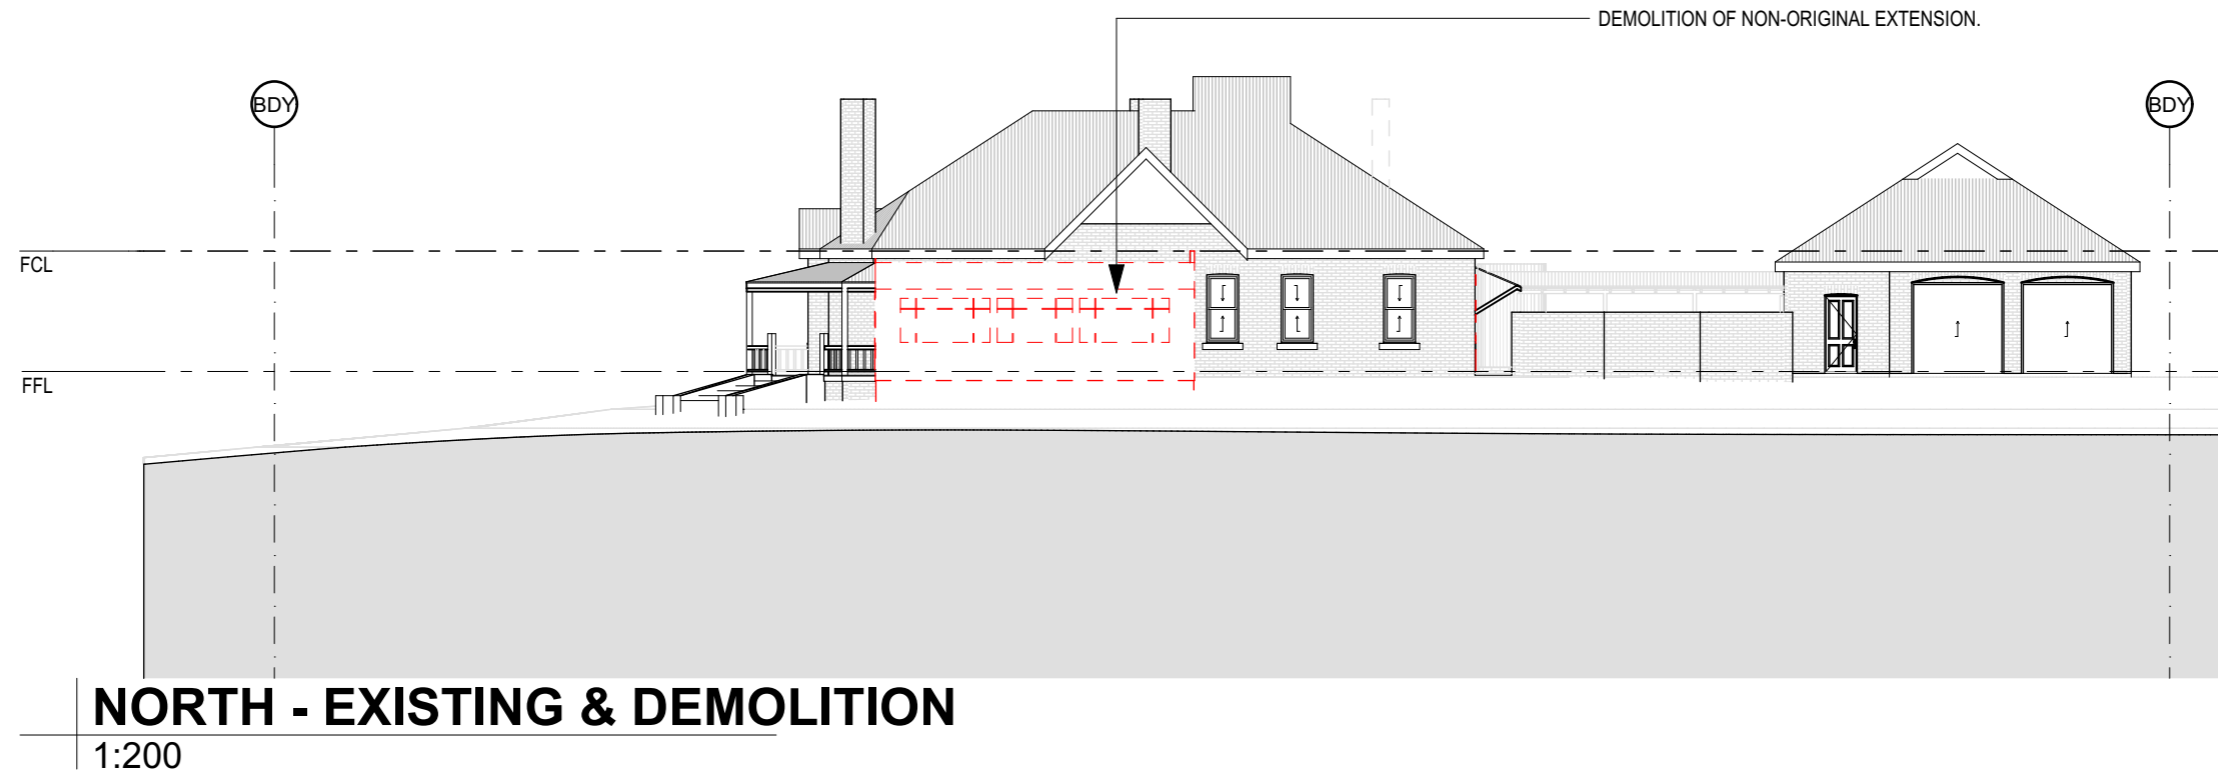 DEMOLITION OF NON-ORIGINAL EXTENSION.
BDY
BDY
FCL
FFL
NORTH - EXISTING & DEMOLITION
1:200